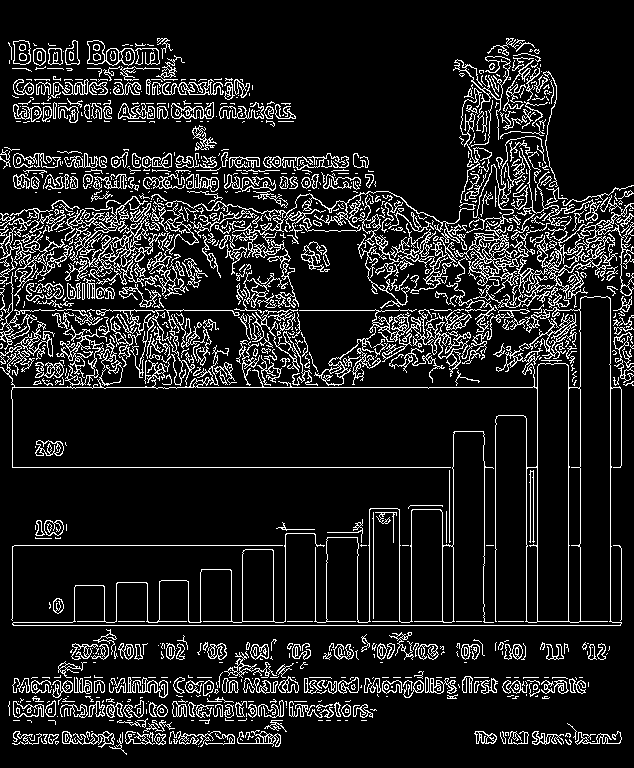 Bond Boom
Companies are increasingly
tapping the Asian bond markets.
Dollar value of bond sales from companies in
the Asia Pacific, excluding Japan, as of June 7
$400 billion
300
200
100
0
2000 '01 '02 '03 '04 '05 '06 '07 '08 '09 '10 '11 '12
Mongolian Mining Corp. in March issued Mongolia's first corporate
bond marketed to international investors.
Source: Dealogic / Photo: Mongolian Mining
The Wall Street Journal